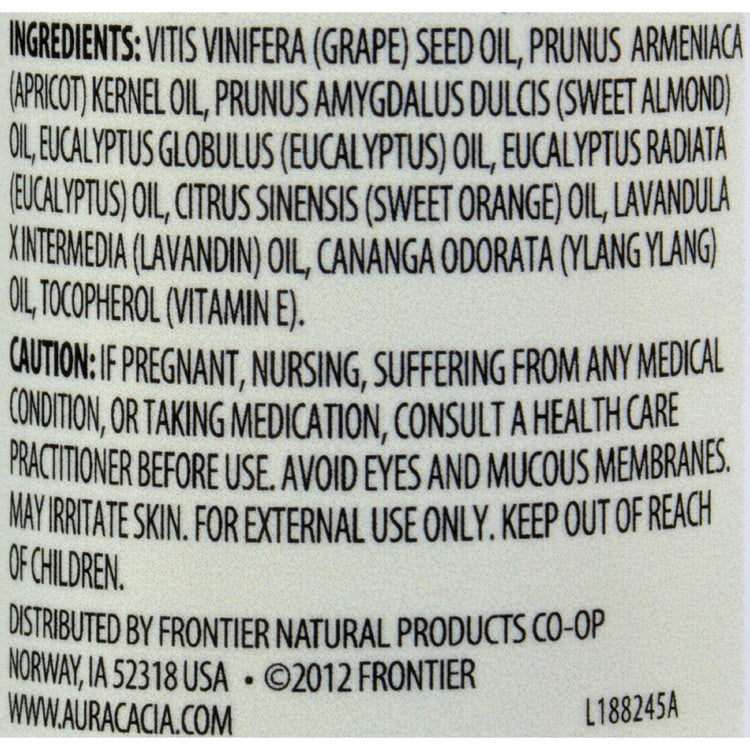 INGREDIENTS: VITIS VINIFERA (GRAPE) SEED OIL, PRUNUS ARMENIACA
(APRICOT) KERNEL OIL, PRUNUS AMYGDALUS DULCIS (SWEET ALMOND)
OIL, EUCALYPTUS GLOBULUS (EUCALYPTUS) OIL, EUCALYPTUS RADIATA
(EUCALYPTUS) OIL, CITRUS SINENSIS (SWEET ORANGE) OIL, LAVANDULA
X INTERMEDIA (LAVANDIN) OIL, CANANGA ODORATA (YLANG YLANG)
OIL, TOCOPHEROL (VITAMIN E).
CAUTION: IF PREGNANT, NURSING, SUFFERING FROM ANY MEDICAL
CONDITION, OR TAKING MEDICATION, CONSULT A HEALTH CARE
PRACTITIONER BEFORE USE. AVOID EYES AND MUCOUS MEMBRANES.
MAY IRRITATE SKIN. FOR EXTERNAL USE ONLY. KEEP OUT OF REACH
OF CHILDREN.
DISTRIBUTED BY FRONTIER NATURAL PRODUCTS CO-OP
NORWAY, IA 52318 USA • ©2012 FRONTIER
WWW.AURACACIA.COM L188245A